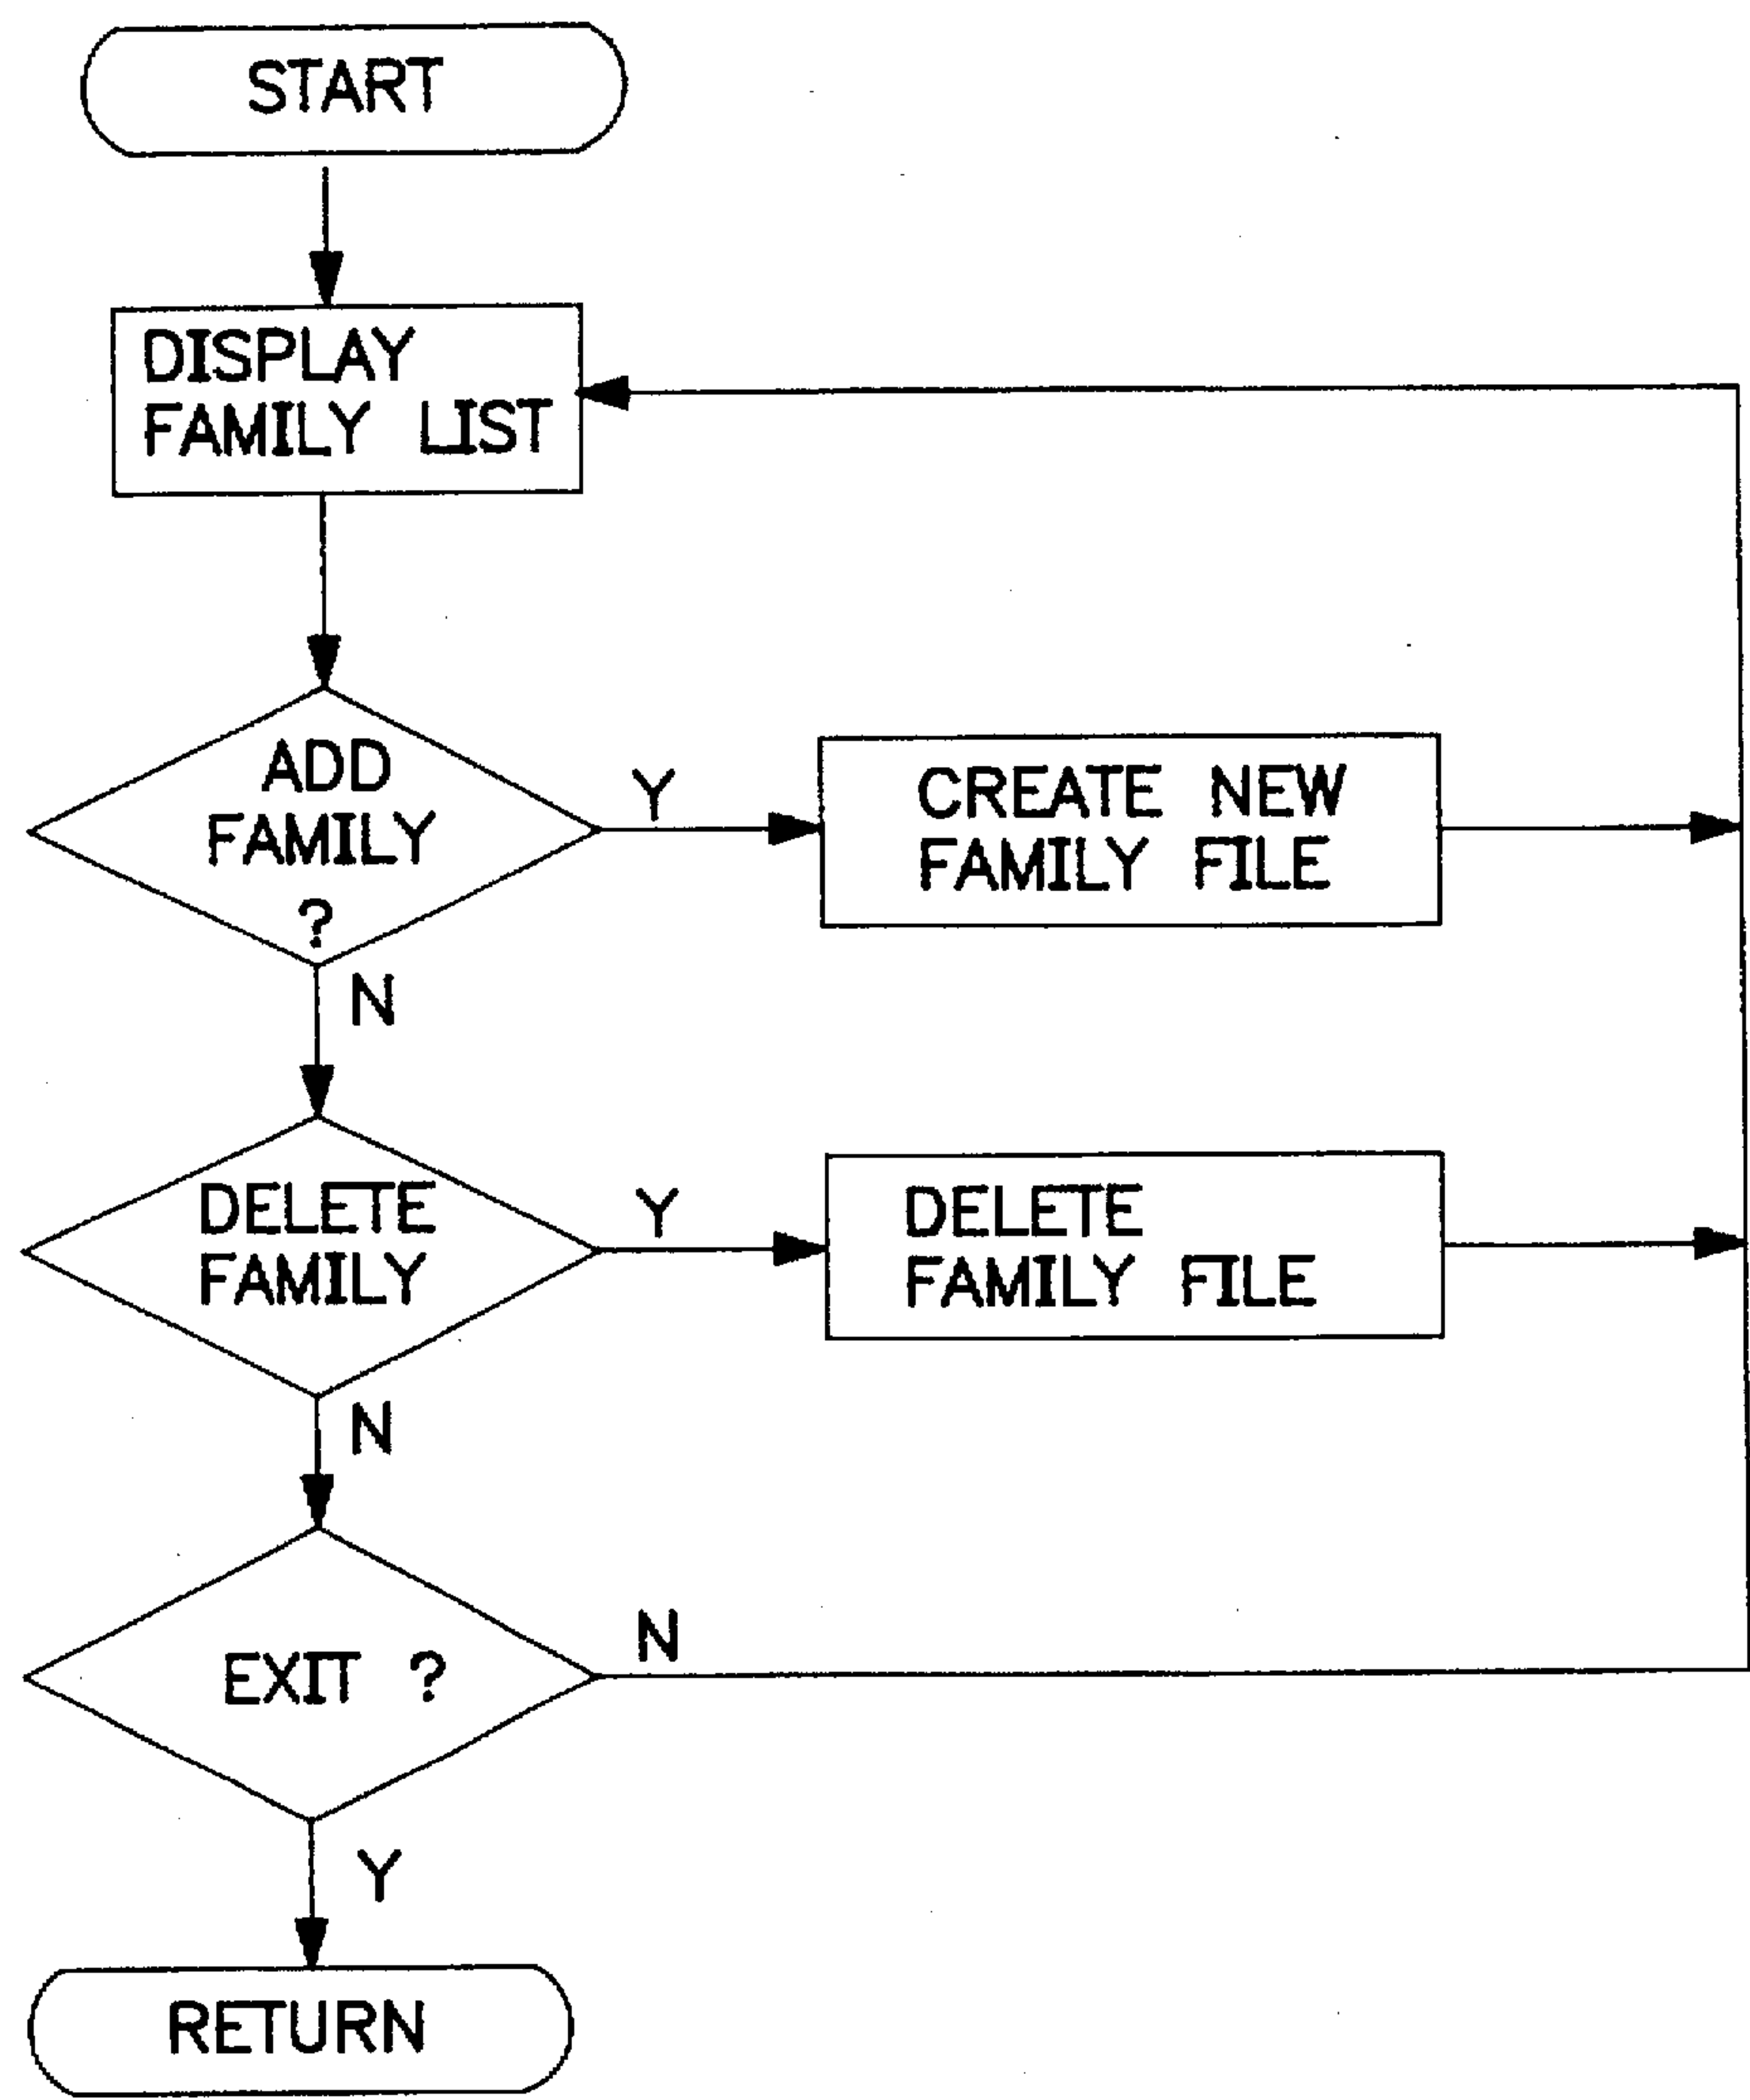 START
DISPLAY
FAMILY LIST
ADD
FAMILY
?
Y
CREATE NEW
FAMILY FILE
N
DELETE
FAMILY
Y
DELETE
FAMILY FILE
N
EXIT ?
N
Y
RETURN